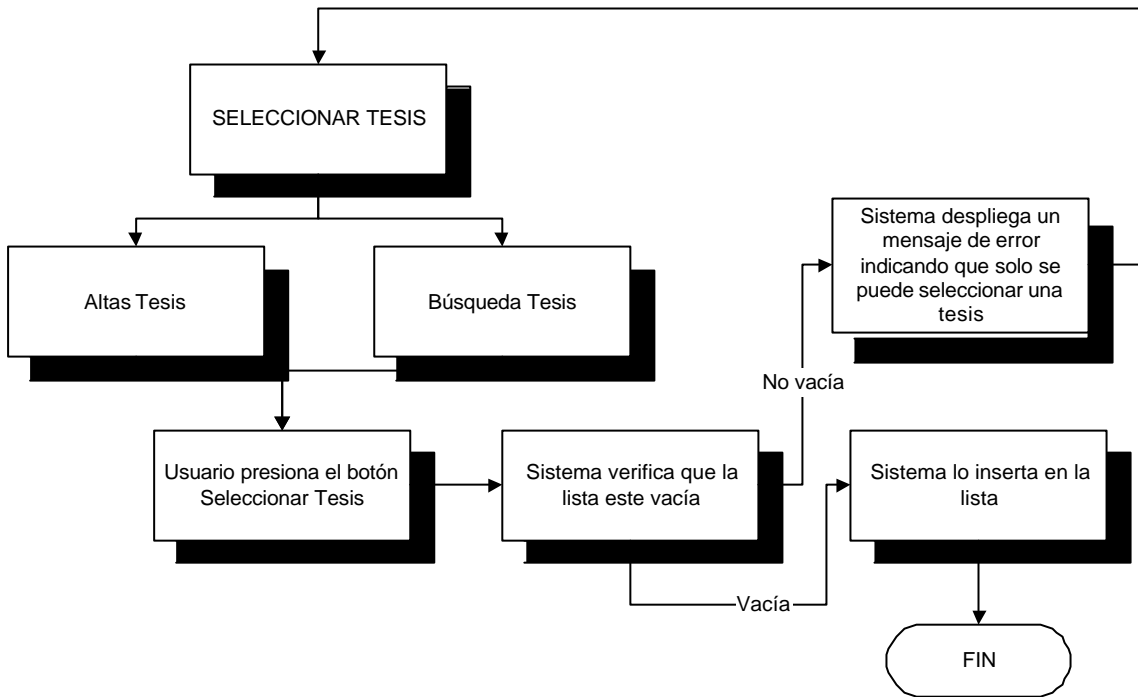 SELECCIONAR TESIS
Sistema despliega un
mensaje de error
indicando que solo se
puede seleccionar una
tesis
Altas Tesis
Búsqueda Tesis
No vacía
Usuario presiona el botón
Seleccionar Tesis
Sistema verifica que la
lista este vacía
Sistema lo inserta en la
lista
Vacía
FIN